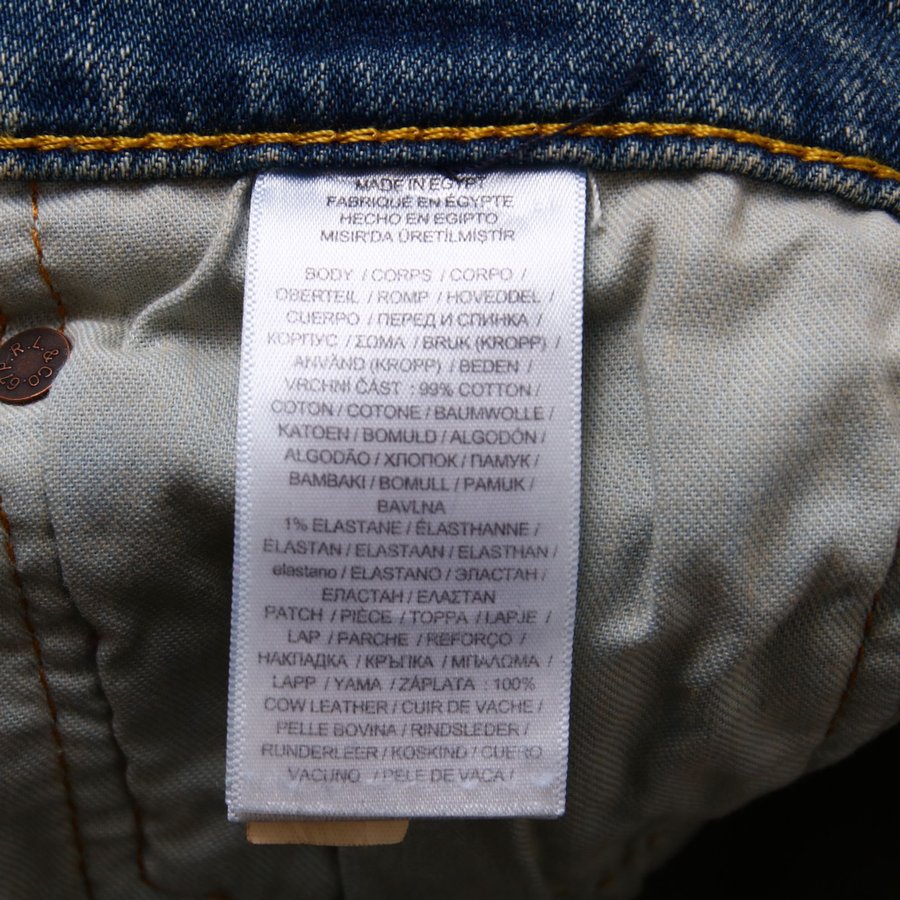 MADE IN EGYPT
FABRIQUÉ EN ÉGYPTE
HECHO EN EGIPTO
MISIR'DA ÜRETİLMİŞTİR
BODY / CORPS / CORPO /
OBERTEIL / ROMP / HOVEDDEL /
CUERPO / ПЕРЕД И СПИНКА /
КОРПУС / ΣΩΜΑ / BRUK (KROPP) /
ANVÄND (KROPP) / BEDEN /
VRCHNÍ ČÁST : 99% COTTON /
COTON / COTONE / BAUMWOLLE /
KATOEN / BOMULD / ALGODÓN /
ALGODÃO / ХЛОПОК / ПАМУК /
BAMBAKI / BOMULL / PAMUK /
BAVLNA
1% ELASTANE / ÉLASTHANNE /
ELASTAN / ELASTAAN / ELASTHAN /
elastano / ELASTANO / ЭЛАСТАН /
ЕЛАСТАН / ΕΛΑΣΤΑΝ
PATCH / PIÈCE / TOPPA / LAPJE /
LAP / PARCHE / REFORÇO /
НАКЛАДКА / КРЪПКА / ΜΠΑΛΩΜΑ /
LAPP / YAMA / ZÁPLATA : 100%
COW LEATHER / CUIR DE VACHE /
PELLE BOVINA / RINDSLEDER /
RUNDERLEER / KOSKIND / CUERO
VACUNO / PELE DE VACA /
R.R.L. & CO. 67